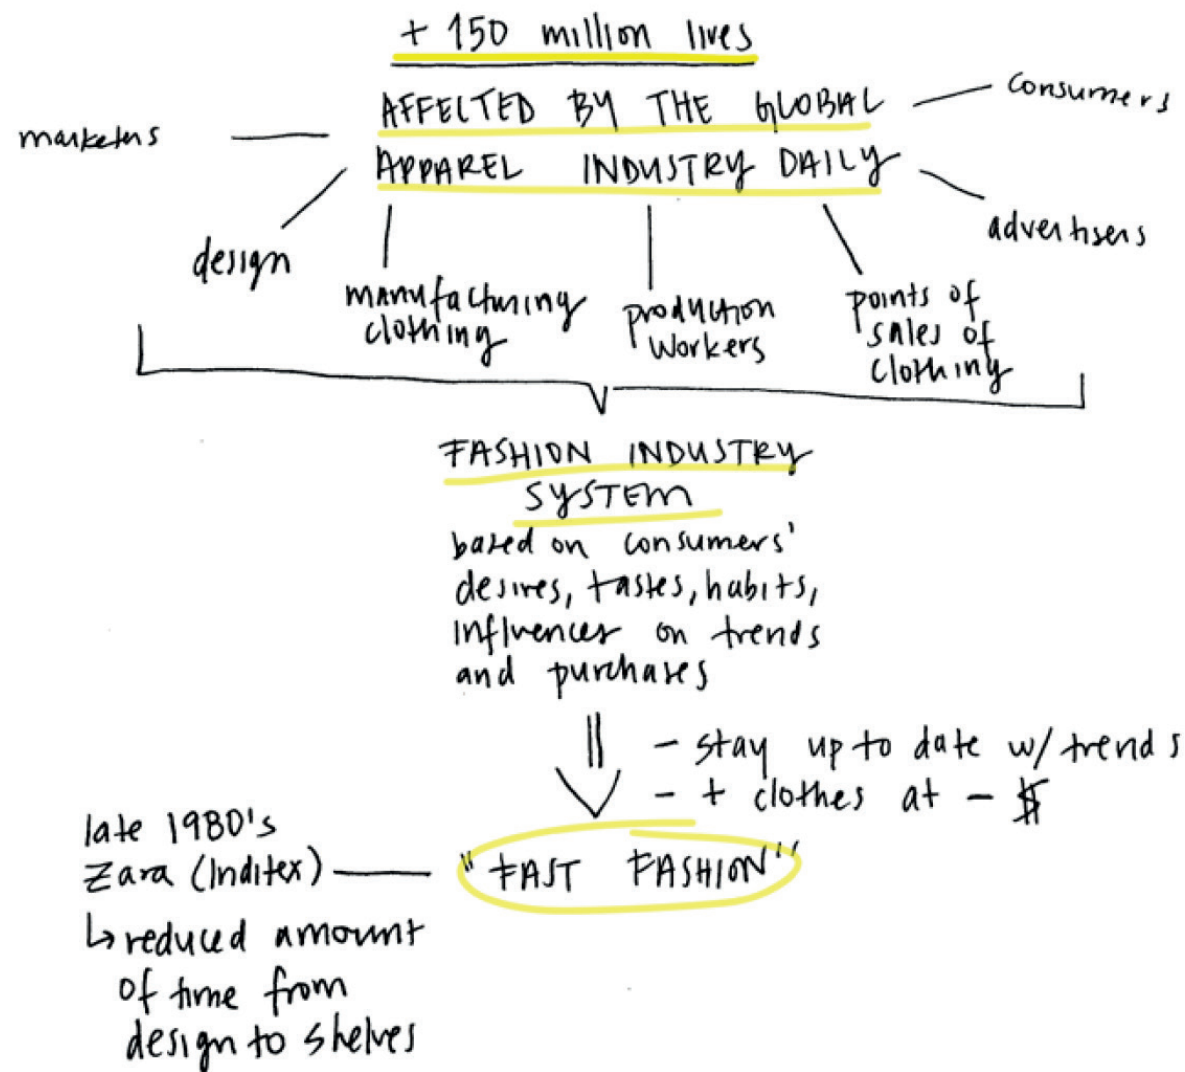 + 150 million lives
AFFECTED BY THE GLOBAL
APPAREL INDUSTRY DAILY
consumers
marketers
design
manufacturing
clothing
production
workers
points of
sales of
clothing
advertisers
FASHION INDUSTRY
SYSTEM
based on consumers'
desires, tastes, habits,
influences on trends
and purchases
- stay up to date w/ trends
- + clothes at - $
late 1980's
Zara (Inditex)
"FAST FASHION"
↳ reduced amount
of time from
design to shelves